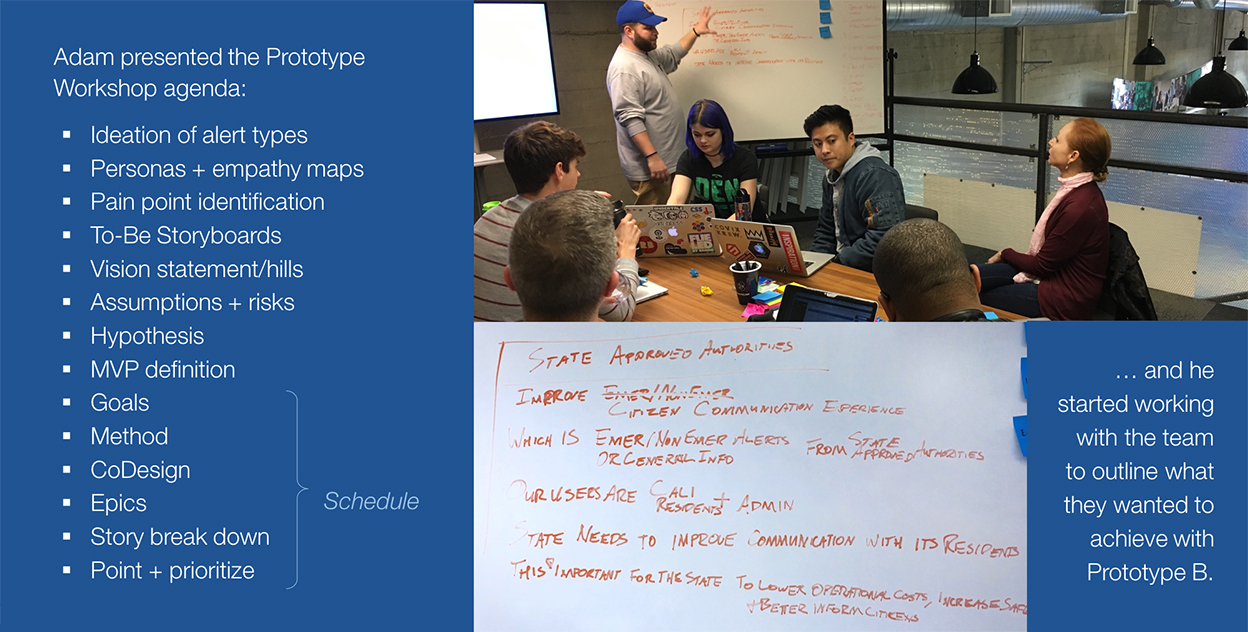 Adam presented the Prototype
Workshop agenda:
▪ Ideation of alert types
▪ Personas + empathy maps
▪ Pain point identification
▪ To-Be Storyboards
▪ Vision statement/hills
▪ Assumptions + risks
▪ Hypothesis
▪ MVP definition
▪ Goals
▪ Method
▪ CoDesign
▪ Epics
▪ Story break down
▪ Point + prioritize
Schedule
DEN
STATE APPROVED AUTHORITIES
IMPROVE EMER/NONEMER
CITIZEN COMMUNICATION EXPERIENCE
WHICH IS EMER/NONEMER ALERTS FROM STATE
OR GENERAL INFO APPROVED AUTHORITIES
OUR USERS ARE CALI
RESIDENTS + ADMIN
STATE NEEDS TO IMPROVE COMMUNICATION WITH ITS RESIDENTS
THIS IS IMPORTANT FOR THE STATE TO LOWER OPERATIONAL COSTS, INCREASE SAFE
+ BETTER INFORM CITIZENS
… and he
started working
with the team
to outline what
they wanted to
achieve with
Prototype B.